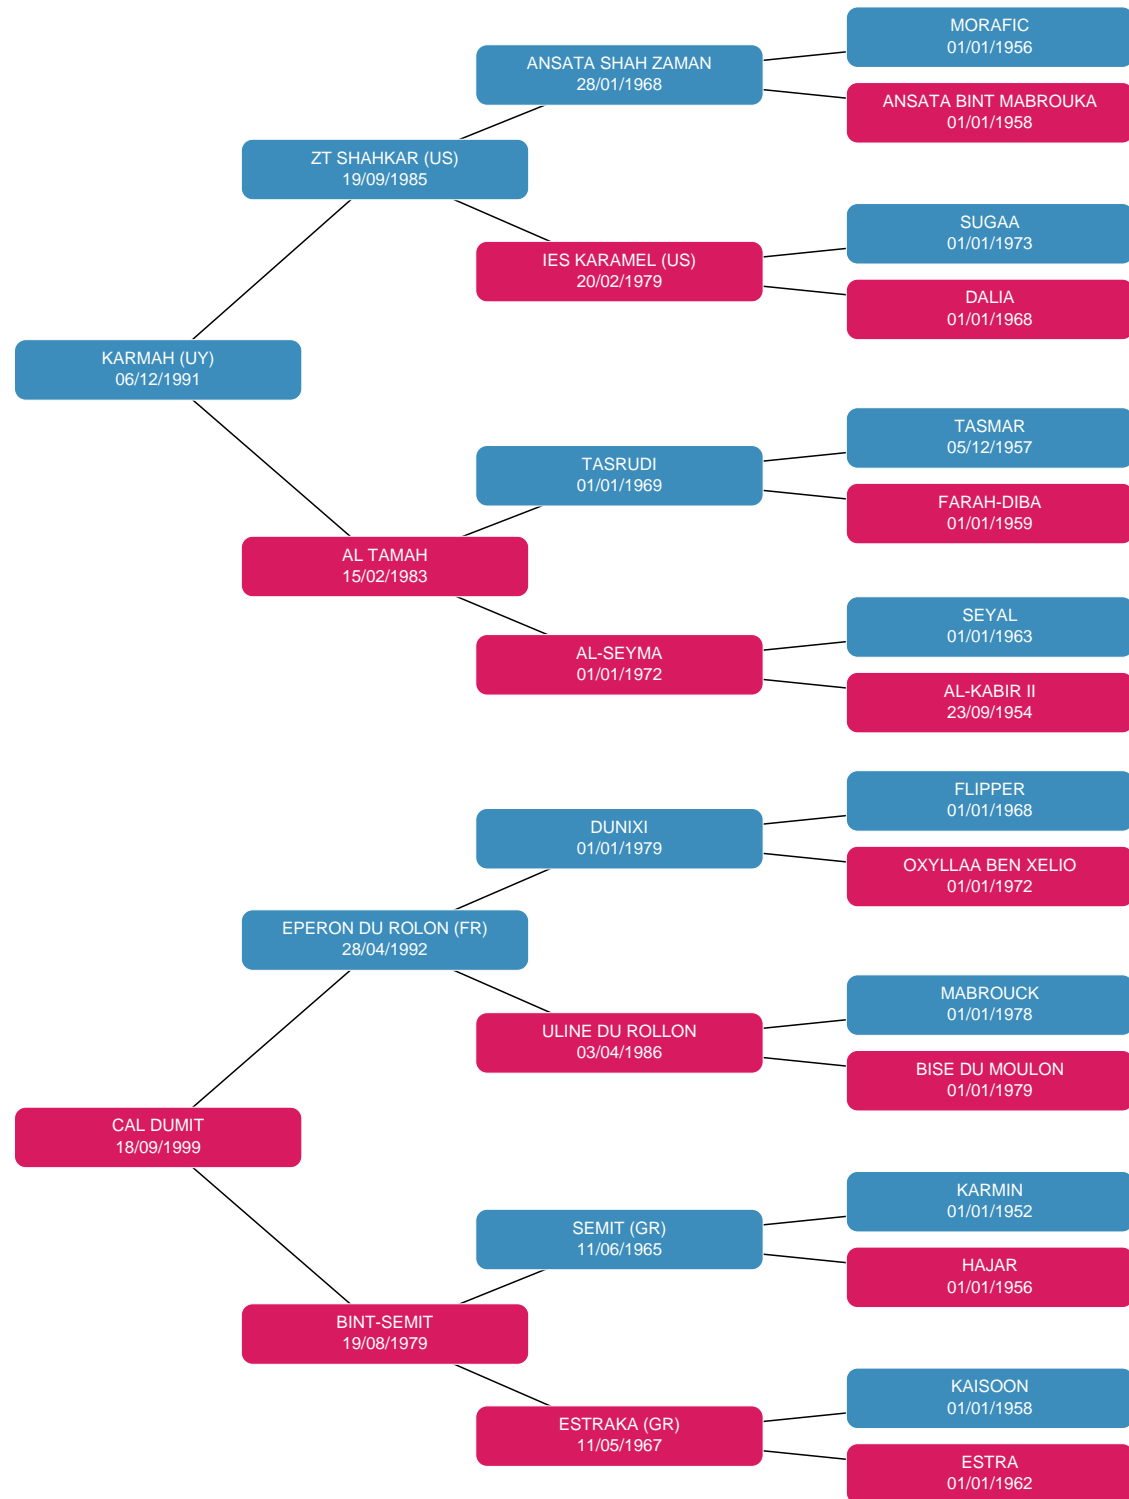 MORAFIC
01/01/1956
ANSATA SHAH ZAMAN
28/01/1968
ANSATA BINT MABROUKA
01/01/1958
ZT SHAHKAR (US)
19/09/1985
SUGAA
01/01/1973
IES KARAMEL (US)
20/02/1979
DALIA
01/01/1968
KARMAH (UY)
06/12/1991
TASMAR
05/12/1957
TASRUDI
01/01/1969
FARAH-DIBA
01/01/1959
AL TAMAH
15/02/1983
SEYAL
01/01/1963
AL-SEYMA
01/01/1972
AL-KABIR II
23/09/1954
FLIPPER
01/01/1968
DUNIXI
01/01/1979
OXYLLAA BEN XELIO
01/01/1972
EPERON DU ROLON (FR)
28/04/1992
MABROUCK
01/01/1978
ULINE DU ROLLON
03/04/1986
BISE DU MOULON
01/01/1979
CAL DUMIT
18/09/1999
KARMIN
01/01/1952
SEMIT (GR)
11/06/1965
HAJAR
01/01/1956
BINT-SEMIT
19/08/1979
KAISOON
01/01/1958
ESTRAKA (GR)
11/05/1967
ESTRA
01/01/1962